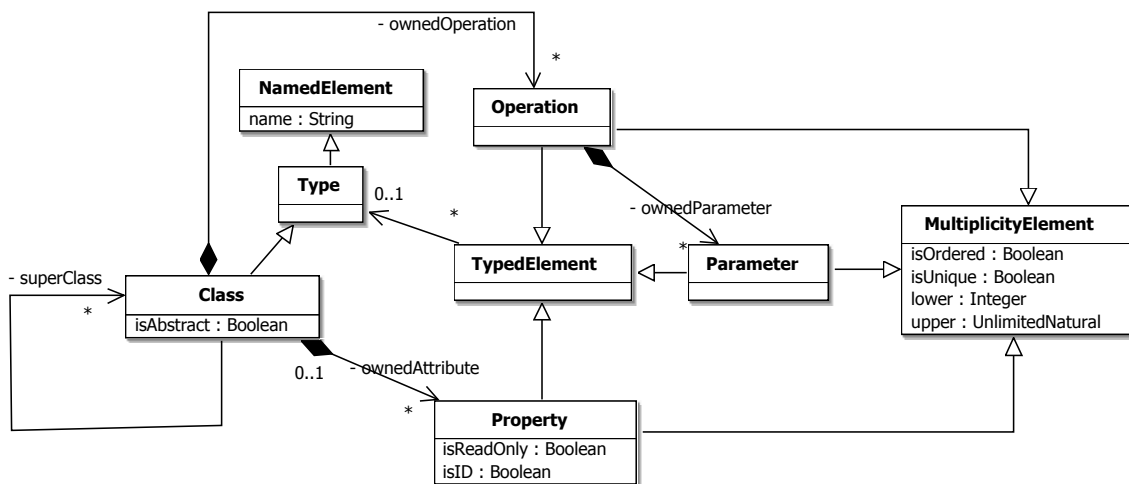 - ownedOperation
*
NamedElement
name : String
Operation
Type
0..1
*
- ownedParameter
*
MultiplicityElement
isOrdered : Boolean
isUnique : Boolean
lower : Integer
upper : UnlimitedNatural
TypedElement
Parameter
- superClass
*
Class
isAbstract : Boolean
0..1
- ownedAttribute
*
Property
isReadOnly : Boolean
isID : Boolean